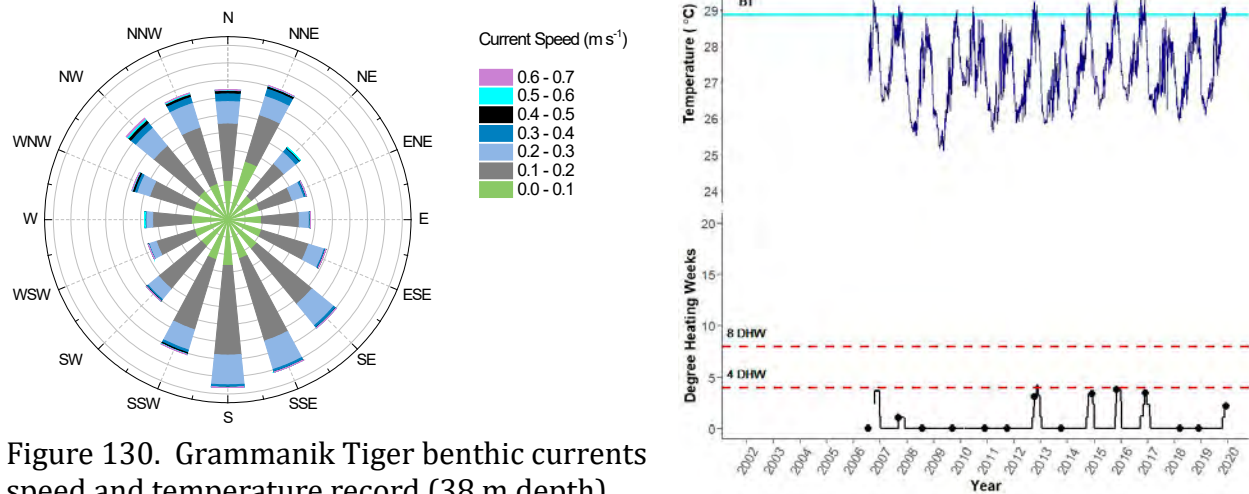 N
NNE
NE
ENE
E
ESE
SE
SSE
S
SSW
SW
WSW
W
WNW
NW
NNW
Current Speed (m s⁻¹)
0.6 - 0.7
0.5 - 0.6
0.4 - 0.5
0.3 - 0.4
0.2 - 0.3
0.1 - 0.2
0.0 - 0.1
Figure 130. Grammanik Tiger benthic currents
speed and temperature record (38 m depth)
Temperature (°C)
29
28
27
26
25
24
BT
Degree Heating Weeks
20
15
10
5
0
8 DHW
4 DHW
2002 2003 2004 2005 2006 2007 2008 2009 2010 2011 2012 2013 2014 2015 2016 2017 2018 2019 2020
Year